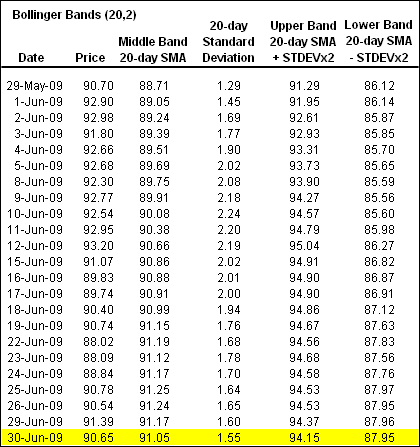 Bollinger Bands (20,2)
20-day Upper Band Lower Band
Middle Band Standard 20-day SMA 20-day SMA
Date Price 20-day SMA Deviation + STDEVx2 - STDEVx2
29-May-09 90.70 88.71 1.29 91.29 86.12
1-Jun-09 92.90 89.05 1.45 91.95 86.14
2-Jun-09 92.98 89.24 1.69 92.61 85.87
3-Jun-09 91.80 89.39 1.77 92.93 85.85
4-Jun-09 92.66 89.51 1.90 93.31 85.70
5-Jun-09 92.68 89.69 2.02 93.73 85.65
8-Jun-09 92.30 89.75 2.08 93.90 85.59
9-Jun-09 92.77 89.91 2.18 94.27 85.56
10-Jun-09 92.54 90.08 2.24 94.57 85.60
11-Jun-09 92.95 90.38 2.20 94.79 85.98
12-Jun-09 93.20 90.66 2.19 95.04 86.27
15-Jun-09 91.07 90.86 2.02 94.91 86.82
16-Jun-09 89.83 90.88 2.01 94.90 86.87
17-Jun-09 89.74 90.91 2.00 94.90 86.91
18-Jun-09 90.40 90.99 1.94 94.86 87.12
19-Jun-09 90.74 91.15 1.76 94.67 87.63
22-Jun-09 88.02 91.19 1.68 94.56 87.83
23-Jun-09 88.09 91.12 1.78 94.68 87.56
24-Jun-09 88.84 91.17 1.70 94.58 87.76
25-Jun-09 90.78 91.25 1.64 94.53 87.97
26-Jun-09 90.54 91.24 1.65 94.53 87.95
29-Jun-09 91.39 91.17 1.60 94.37 87.96
30-Jun-09 90.65 91.05 1.55 94.15 87.95